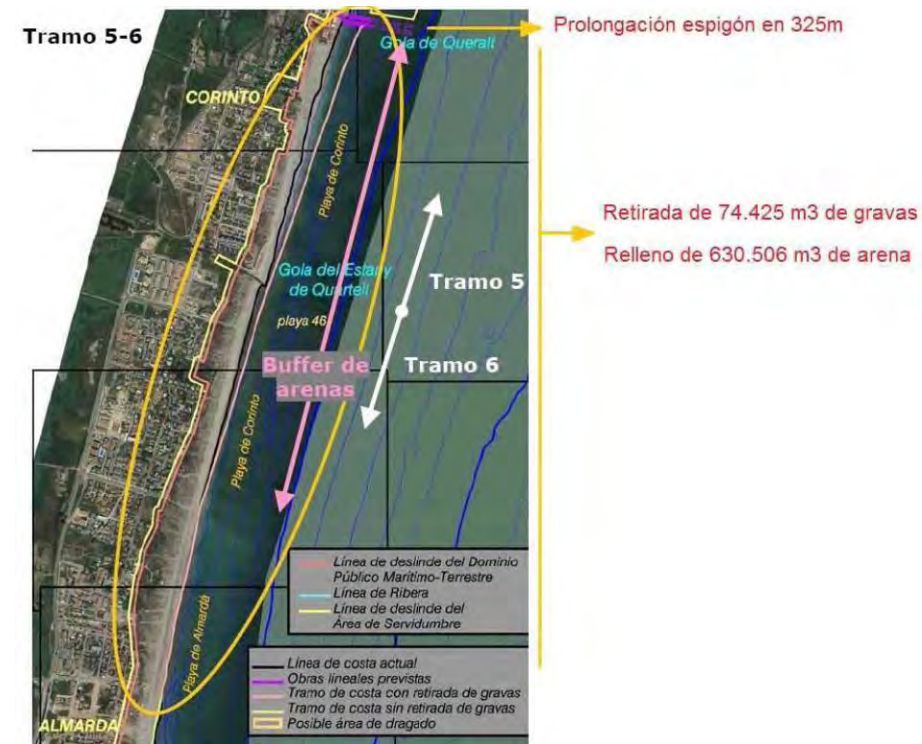 Tramo 5-6
Prolongación espigón en 325m
Gola de Queralt
CORINTO
Playa de Corinto
Retirada de 74.425 m3 de gravas
Relleno de 630.506 m3 de arena
Gola del Estany
de Quartell
Tramo 5
playa 46
Buffer de
arenas
Tramo 6
Playa de Corinto
Playa de Almardà
ALMARDA
Línea de deslinde del Dominio
Público Marítimo-Terrestre
Línea de Ribera
Línea de deslinde del
Área de Servidumbre
Línea de costa actual
Obras lineales previstas
Tramo de costa con retirada de gravas
Tramo de costa sin retirada de gravas
Posible área de dragado